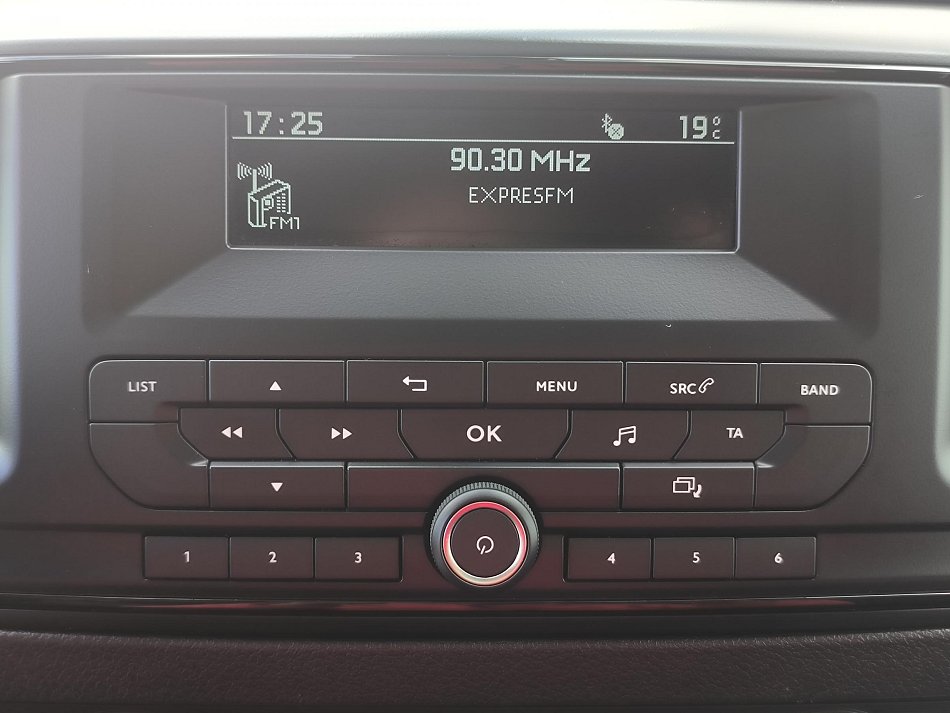 17:25 19°C
90.30 MHz
EXPRESFM
FM1
LIST MENU SRC BAND
OK TA
1 2 3 4 5 6